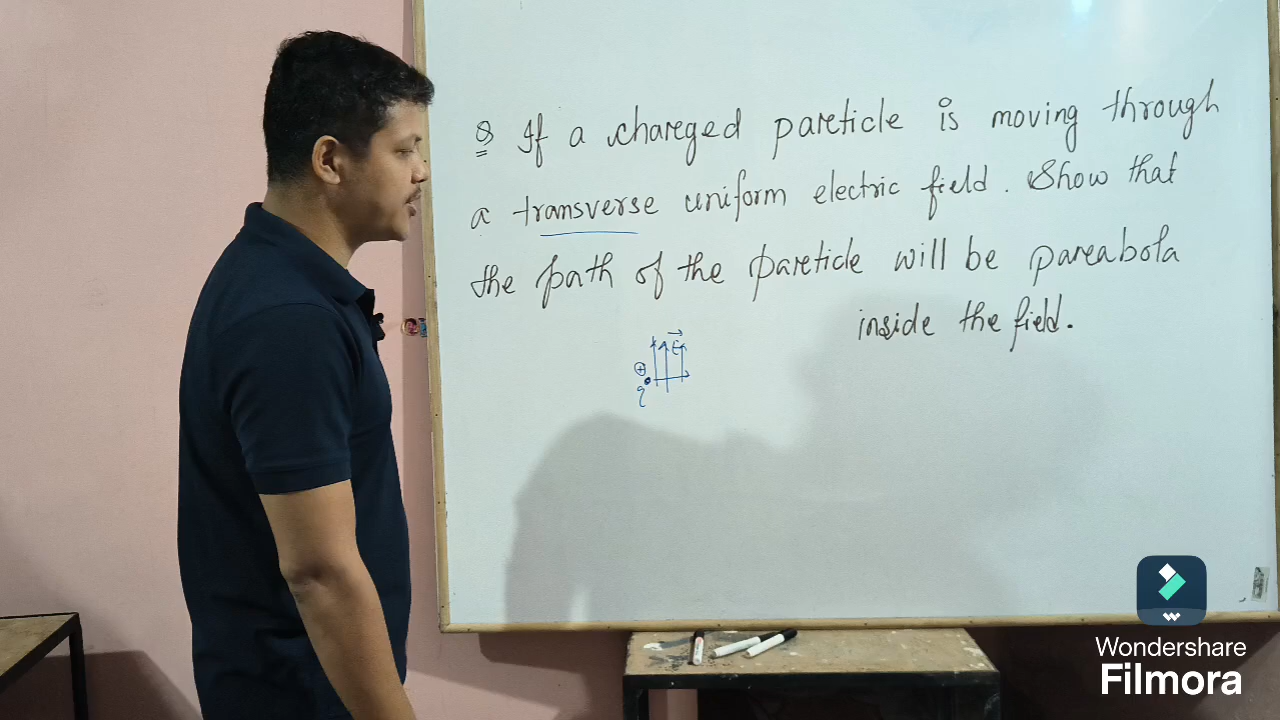 Q If a chareged pareticle is moving through
a transverse uniform electric field. Show that
the path of the pareticle will be pareabola
inside the field.
E
q
Wondershare
Filmora